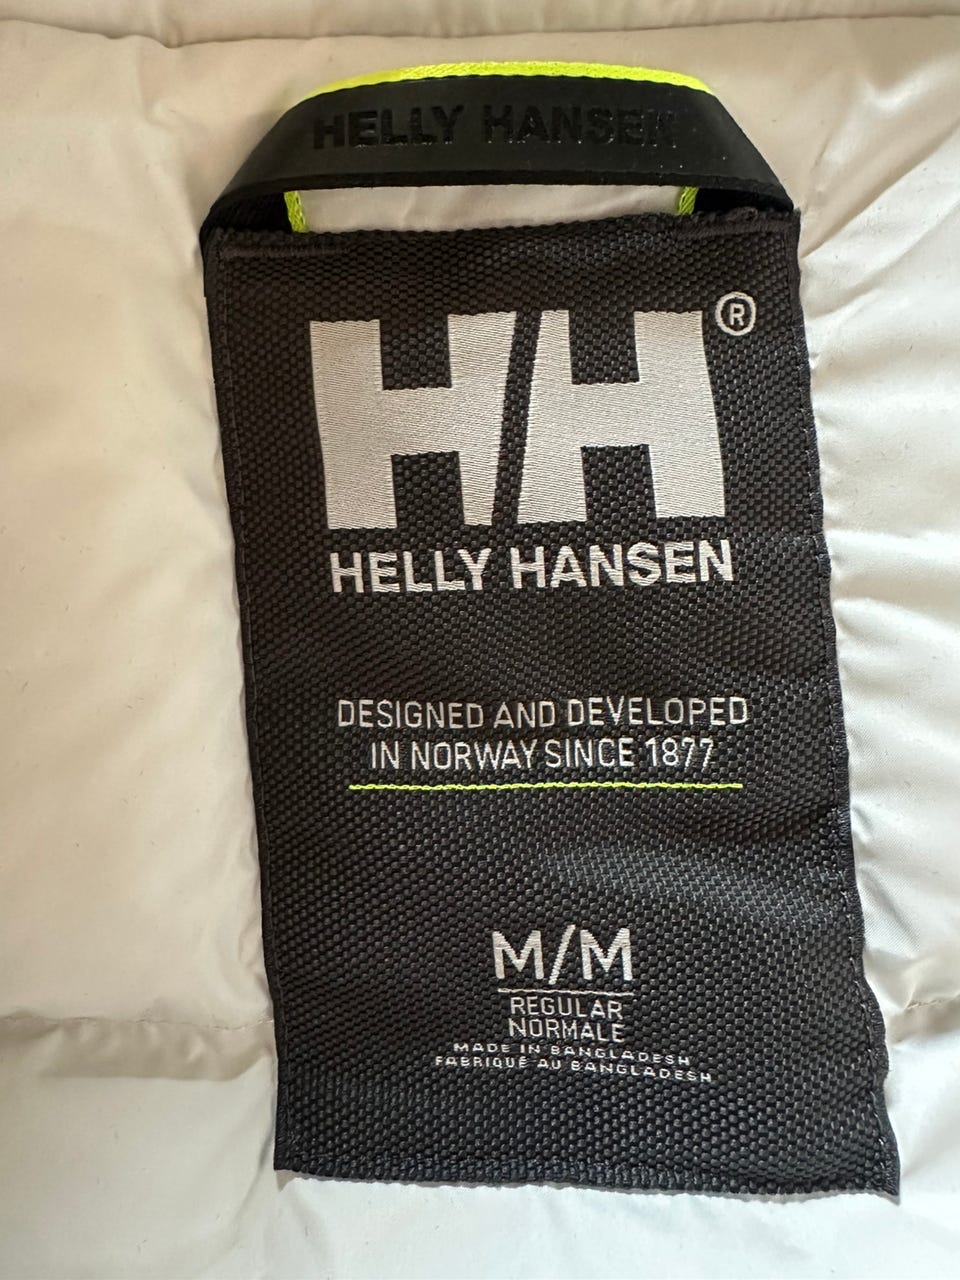 HELLY HANSEN
HH®
HELLY HANSEN
DESIGNED AND DEVELOPED
IN NORWAY SINCE 1877
M/M
REGULAR
NORMALE
MADE IN BANGLADESH
FABRIQUÉ AU BANGLADESH